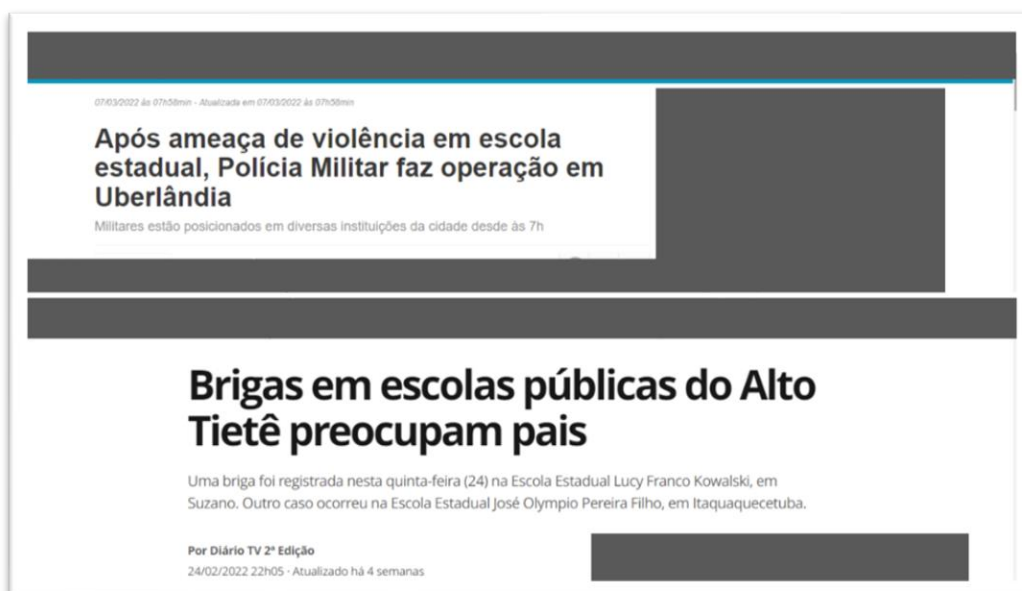 07/03/2022 às 07h58min - Atualizada em 07/03/2022 às 07h58min
Após ameaça de violência em escola
estadual, Polícia Militar faz operação em
Uberlândia
Militares estão posicionados em diversas instituições da cidade desde às 7h
Brigas em escolas públicas do Alto
Tietê preocupam pais
Uma briga foi registrada nesta quinta-feira (24) na Escola Estadual Lucy Franco Kowalski, em
Suzano. Outro caso ocorreu na Escola Estadual José Olympio Pereira Filho, em Itaquaquecetuba.
Por Diário TV 2ª Edição
24/02/2022 22h05 · Atualizado há 4 semanas